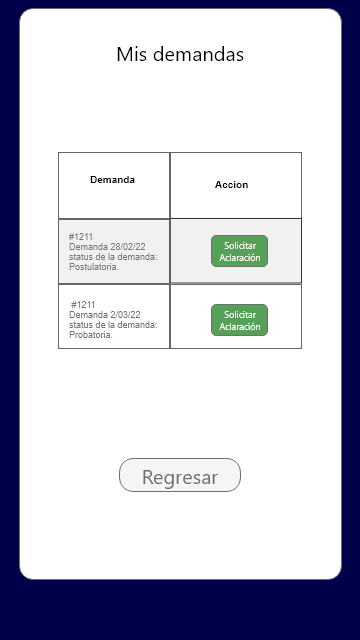 Mis demandas
Demanda
Accion
#1211
Demanda 28/02/22
status de la demanda:
Postulatoria.
Solicitar
Aclaración
#1211
Demanda 2/03/22
status de la demanda:
Probatoria.
Solicitar
Aclaración
Regresar